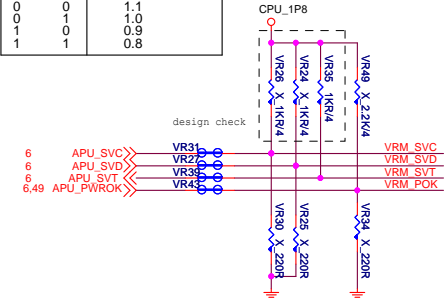 0 0 1.1
0 1 1.0
1 0 0.9
1 1 0.8
CPU_1P8
VR26 X_1KR/4
VR24 X_1KR/4
VR35 1KR/4
VR49 X_2.2K/4
design check
6 APU_SVC VR31 VRM_SVC
6 APU_SVD VR27 VRM_SVD
6 APU_SVT VR39 VRM_SVT
6,49 APU_PWROK VR43 VRM_POK
VR30 X_220R
VR25 X_220R
VR34 X_220R